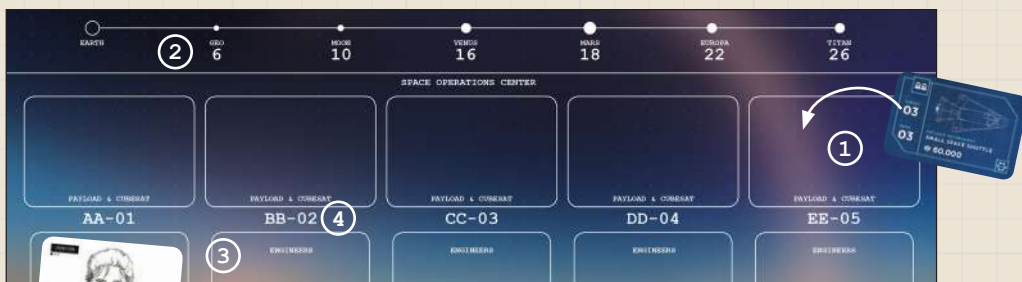 EARTH GEO MOON VENUS MARS EUROPA TITAN
2 6 10 16 18 22 26
SPACE OPERATIONS CENTER
03
03
SMALL SPACE SHUTTLE
60.000
1
PAYLOAD & CUBESAT PAYLOAD & CUBESAT PAYLOAD & CUBESAT PAYLOAD & CUBESAT PAYLOAD & CUBESAT
AA-01 BB-02 CC-03 DD-04 EE-05
4
3
ENGINEERS ENGINEERS ENGINEERS ENGINEERS